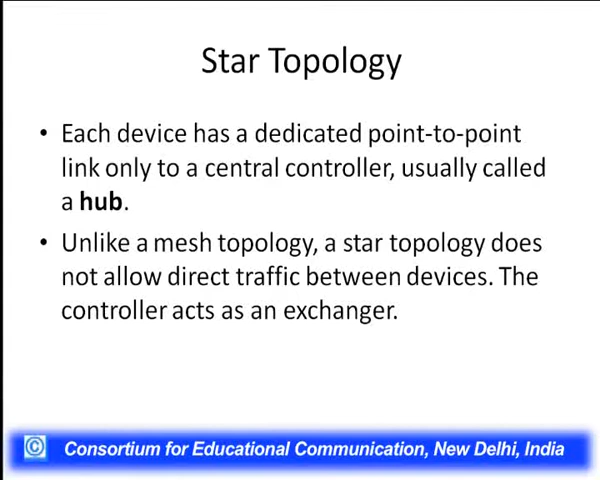 Star Topology
• Each device has a dedicated point-to-point
link only to a central controller, usually called
a hub.
• Unlike a mesh topology, a star topology does
not allow direct traffic between devices. The
controller acts as an exchanger.
© Consortium for Educational Communication, New Delhi, India